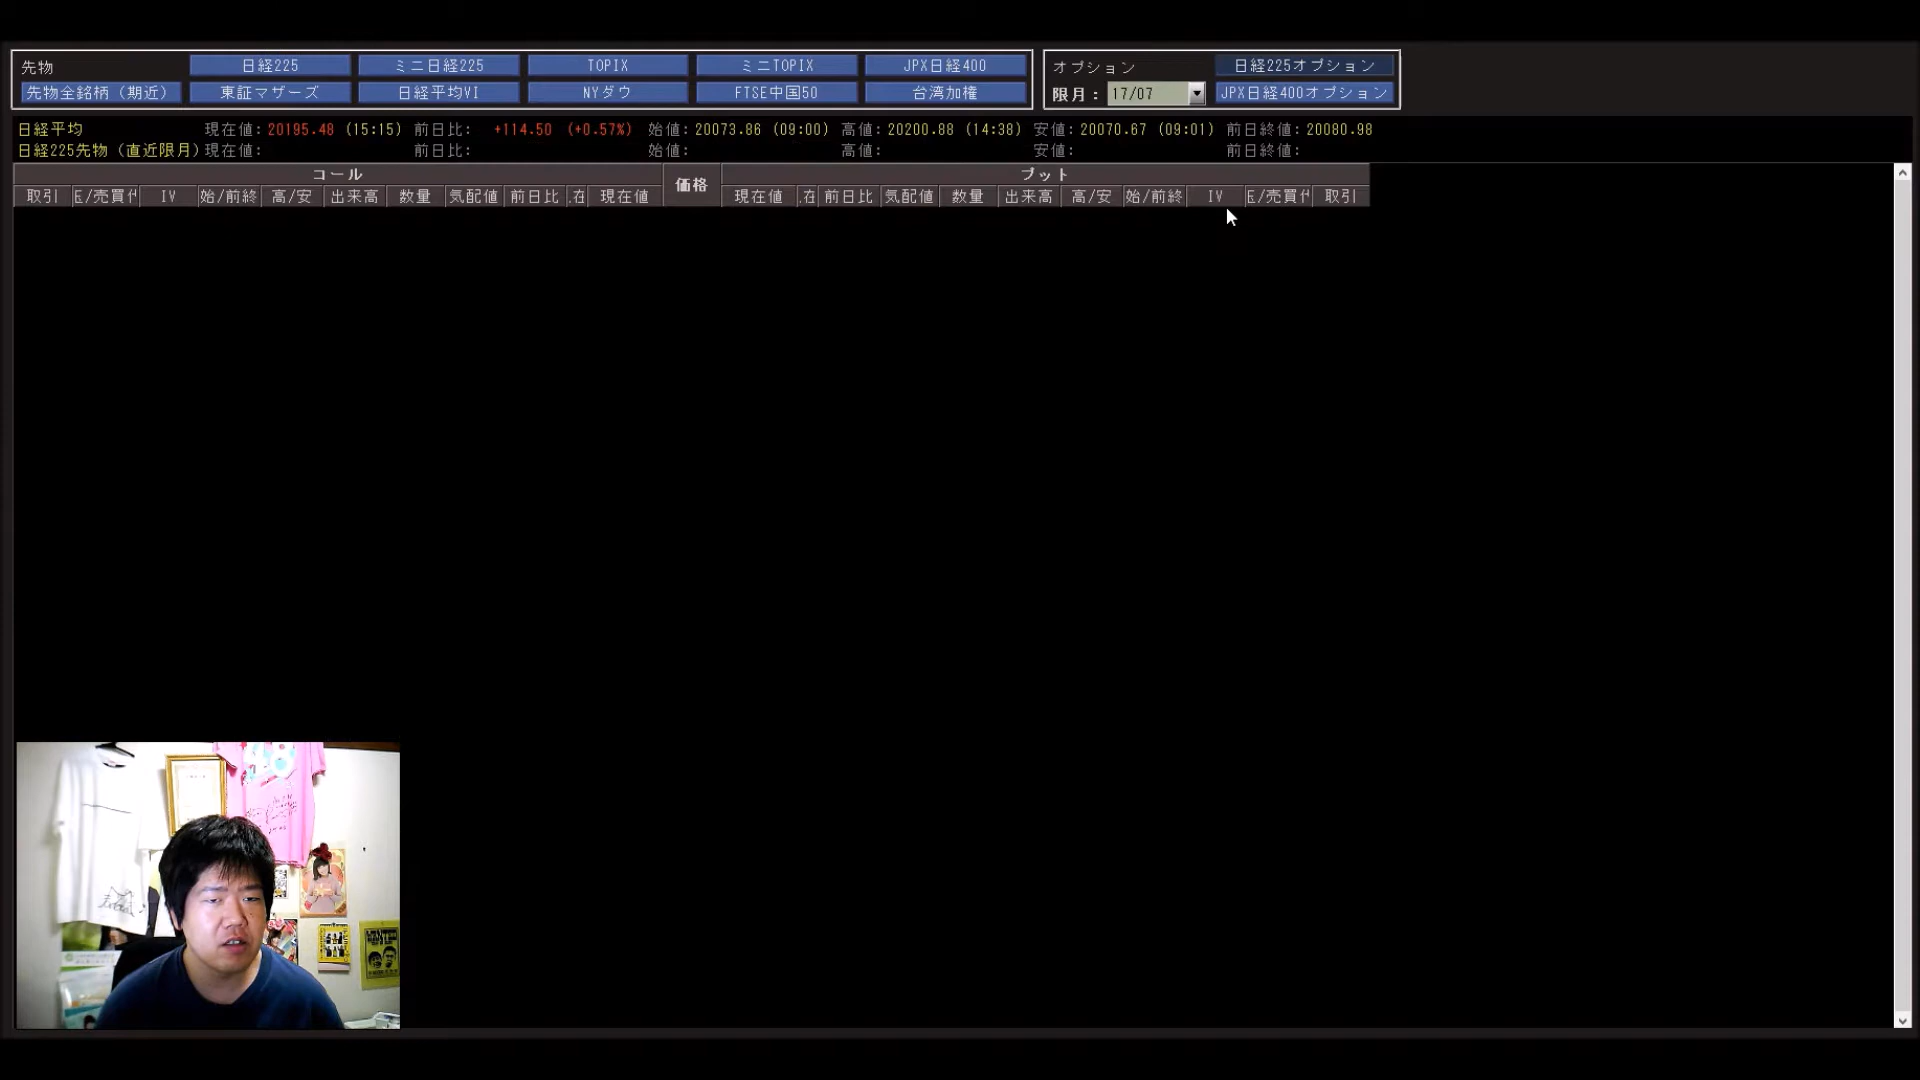 先物 日経225 ミニ日経225 TOPIX ミニTOPIX JPX日経400
先物全銘柄（期近） 東証マザーズ 日経平均VI NYダウ FTSE中国50 台湾加権
オプション 日経225オプション
限月： 17/07 JPX日経400オプション
日経平均 現在値：20195.48 (15:15) 前日比： +114.50 (+0.57%) 始値：20073.86 (09:00) 高値：20200.88 (14:38) 安値：20070.67 (09:01) 前日終値：20080.98
日経225先物（直近限月）現在値： 前日比： 始値： 高値： 安値： 前日終値：
コール 価格 プット
取引 /売買代 IV 始/前終 高/安 出来高 数量 気配値 前日比 .在 現在値 現在値 .在 前日比 気配値 数量 出来高 高/安 始/前終 IV /売買代 取引